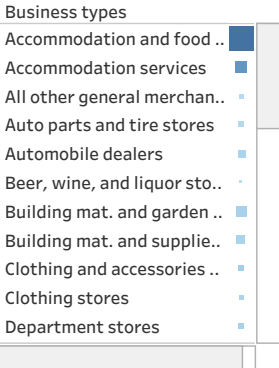 Business types
Accommodation and food ..
Accommodation services
All other general merchan..
Auto parts and tire stores
Automobile dealers
Beer, wine, and liquor sto..
Building mat. and garden ..
Building mat. and supplie..
Clothing and accessories ..
Clothing stores
Department stores